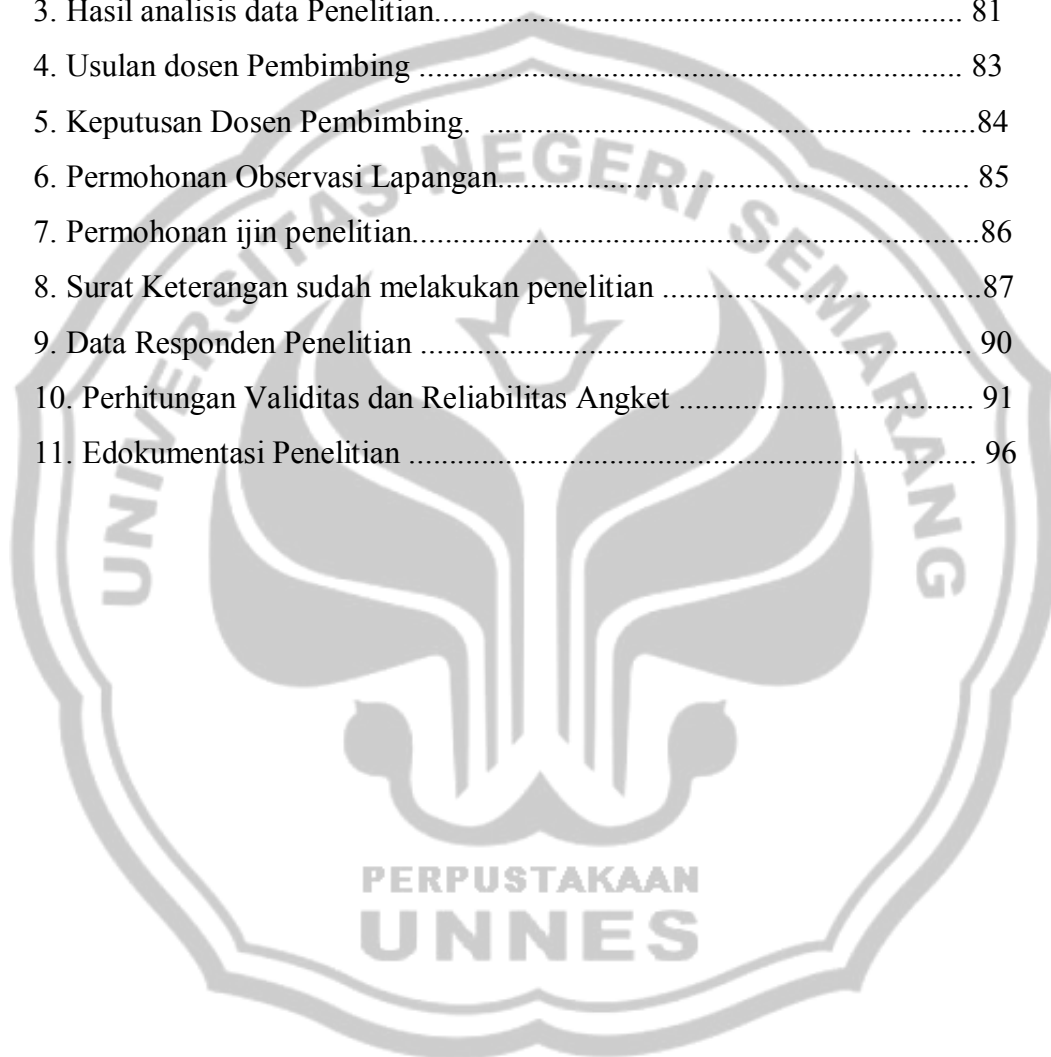 3. Hasil analisis data Penelitian................................................................ 81
4. Usulan dosen Pembimbing .................................................................. 83
5. Keputusan Dosen Pembimbing. ................................................... .......84
6. Permohonan Observasi Lapangan......................................................... 85
7. Permohonan ijin penelitian.....................................................................86
8. Surat Keterangan sudah melakukan penelitian .......................................87
9. Data Responden Penelitian ................................................................... 90
10. Perhitungan Validitas dan Reliabilitas Angket .................................... 91
11. Edokumentasi Penelitian ..................................................................... 96
UNIVERSITAS NEGERI SEMARANG
PERPUSTAKAAN
UNNES